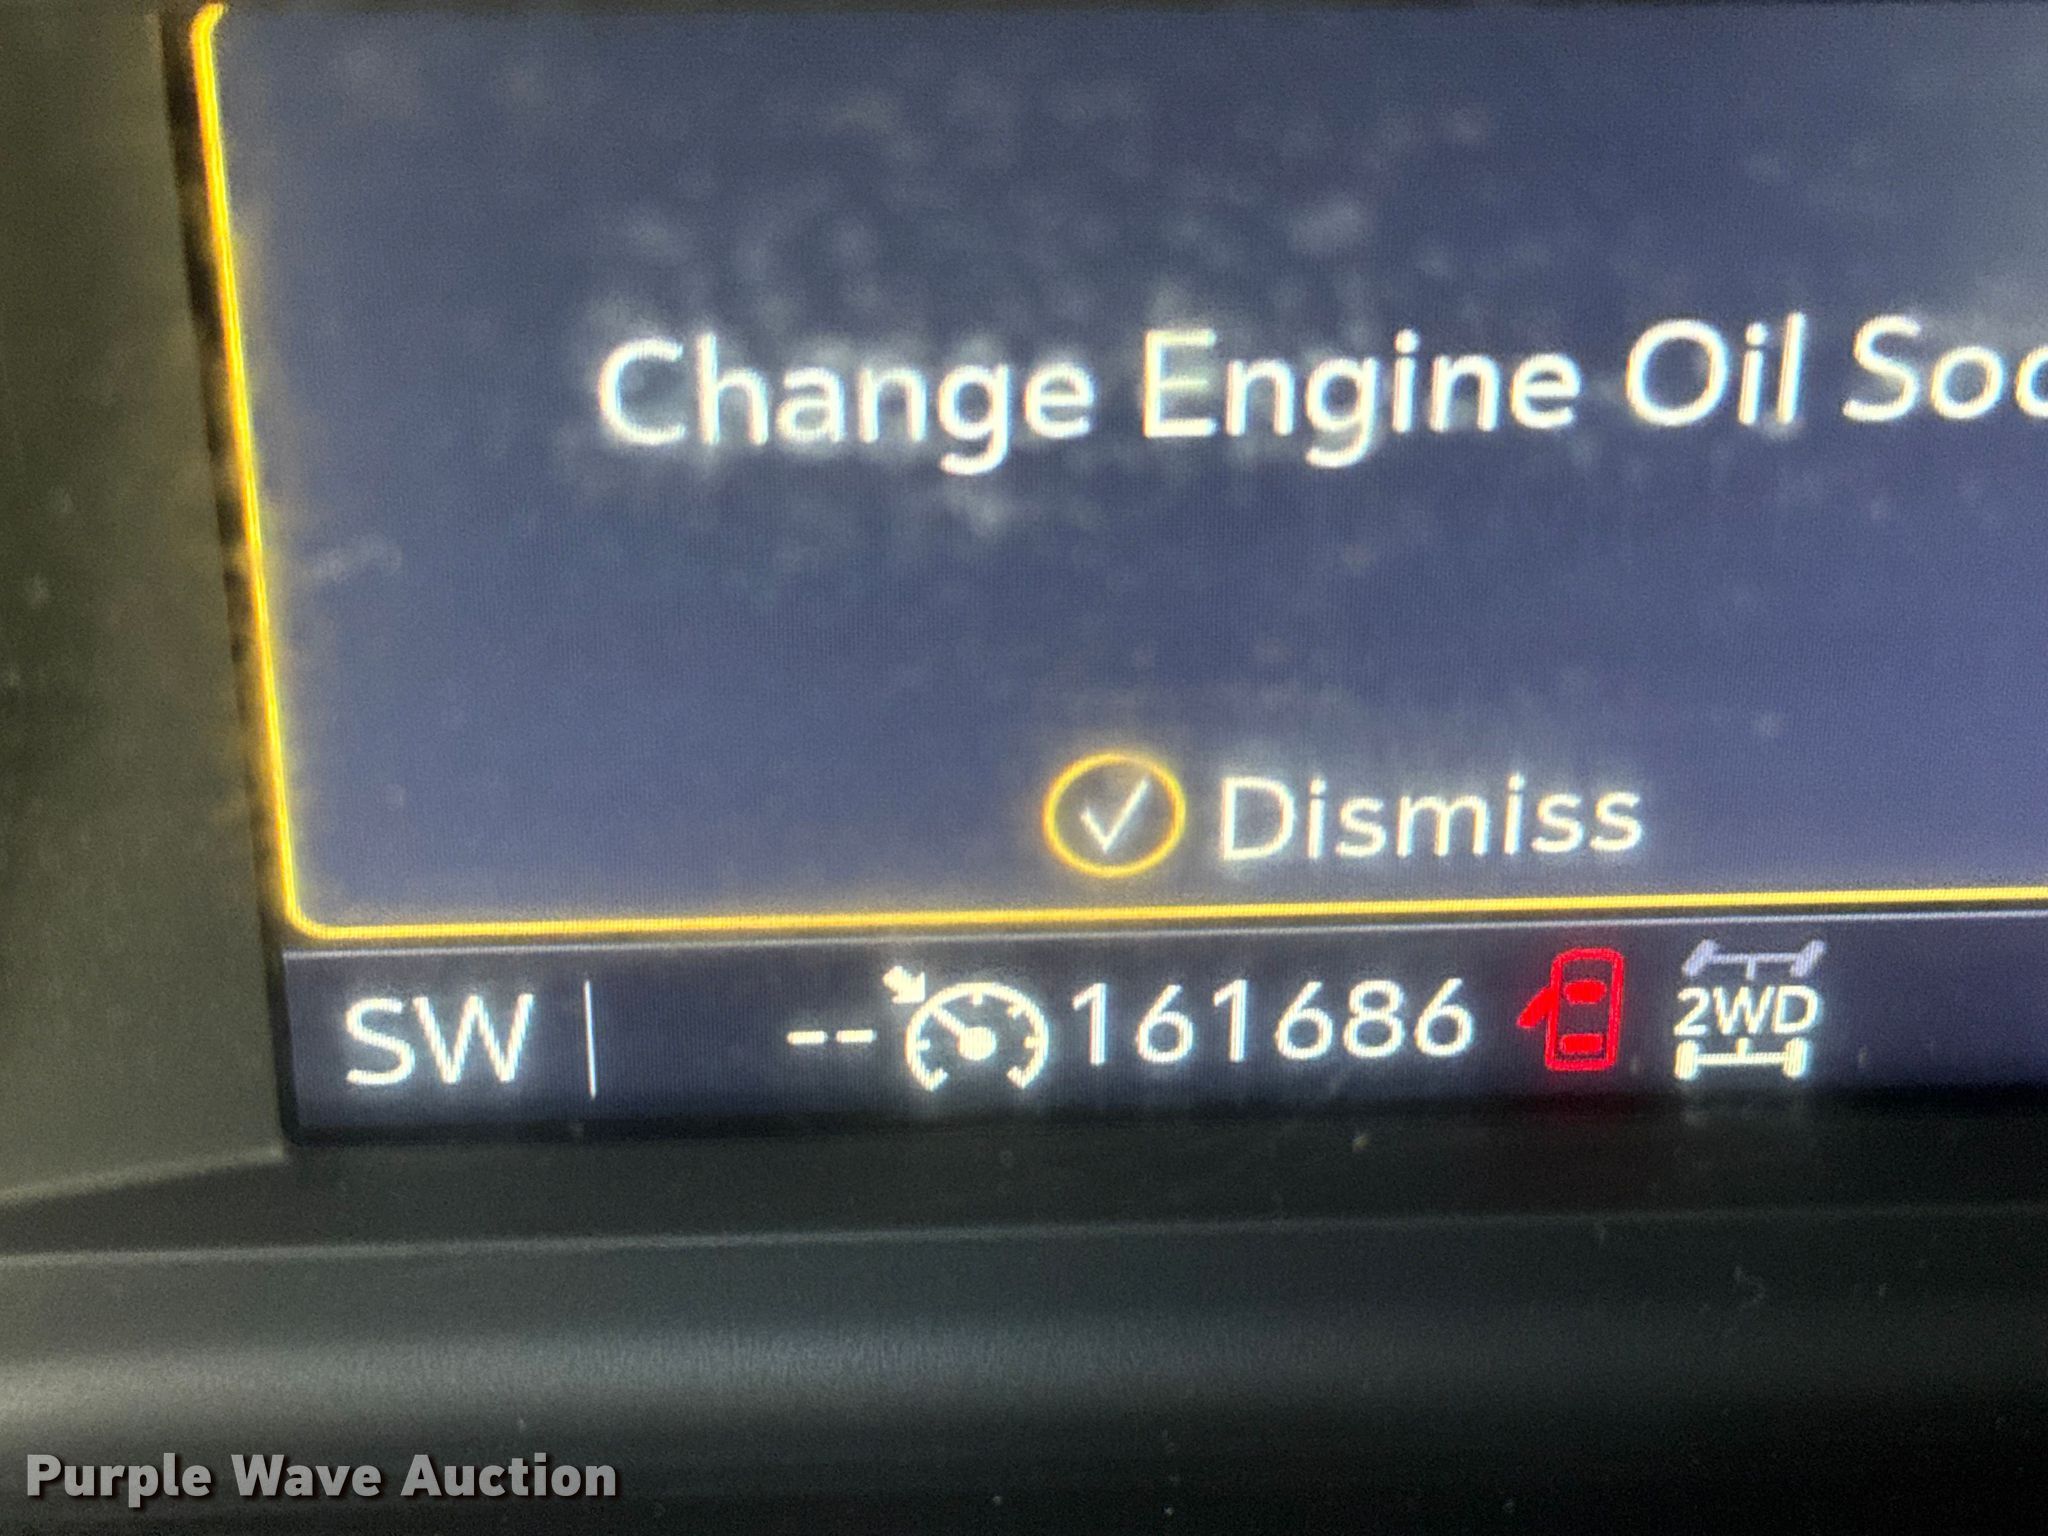 Change Engine Oil Soo
Dismiss
SW -- 161686 2WD
Purple Wave Auction